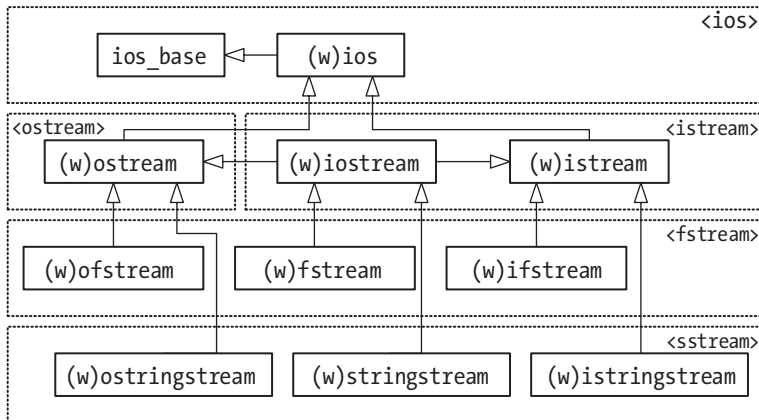 <ios>
ios_base
(w)ios
<ostream>
<istream>
(w)ostream
(w)iostream
(w)istream
<fstream>
(w)ofstream
(w)fstream
(w)ifstream
<sstream>
(w)ostringstream
(w)stringstream
(w)istringstream